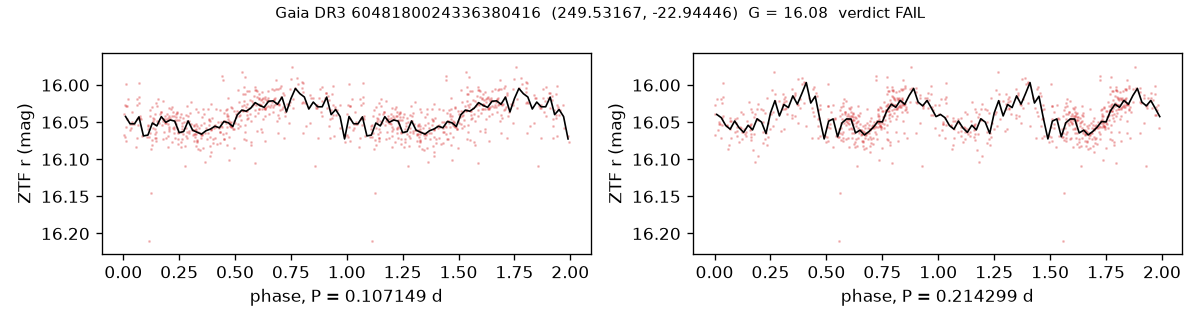 Gaia DR3 6048180024336380416  (249.53167, -22.94446)  G = 16.08  verdict FAIL
ZTF r (mag)
16.00
16.05
16.10
16.15
16.20
0.00 0.25 0.50 0.75 1.00 1.25 1.50 1.75 2.00
phase, P = 0.107149 d
ZTF r (mag)
16.00
16.05
16.10
16.15
16.20
0.00 0.25 0.50 0.75 1.00 1.25 1.50 1.75 2.00
phase, P = 0.214299 d